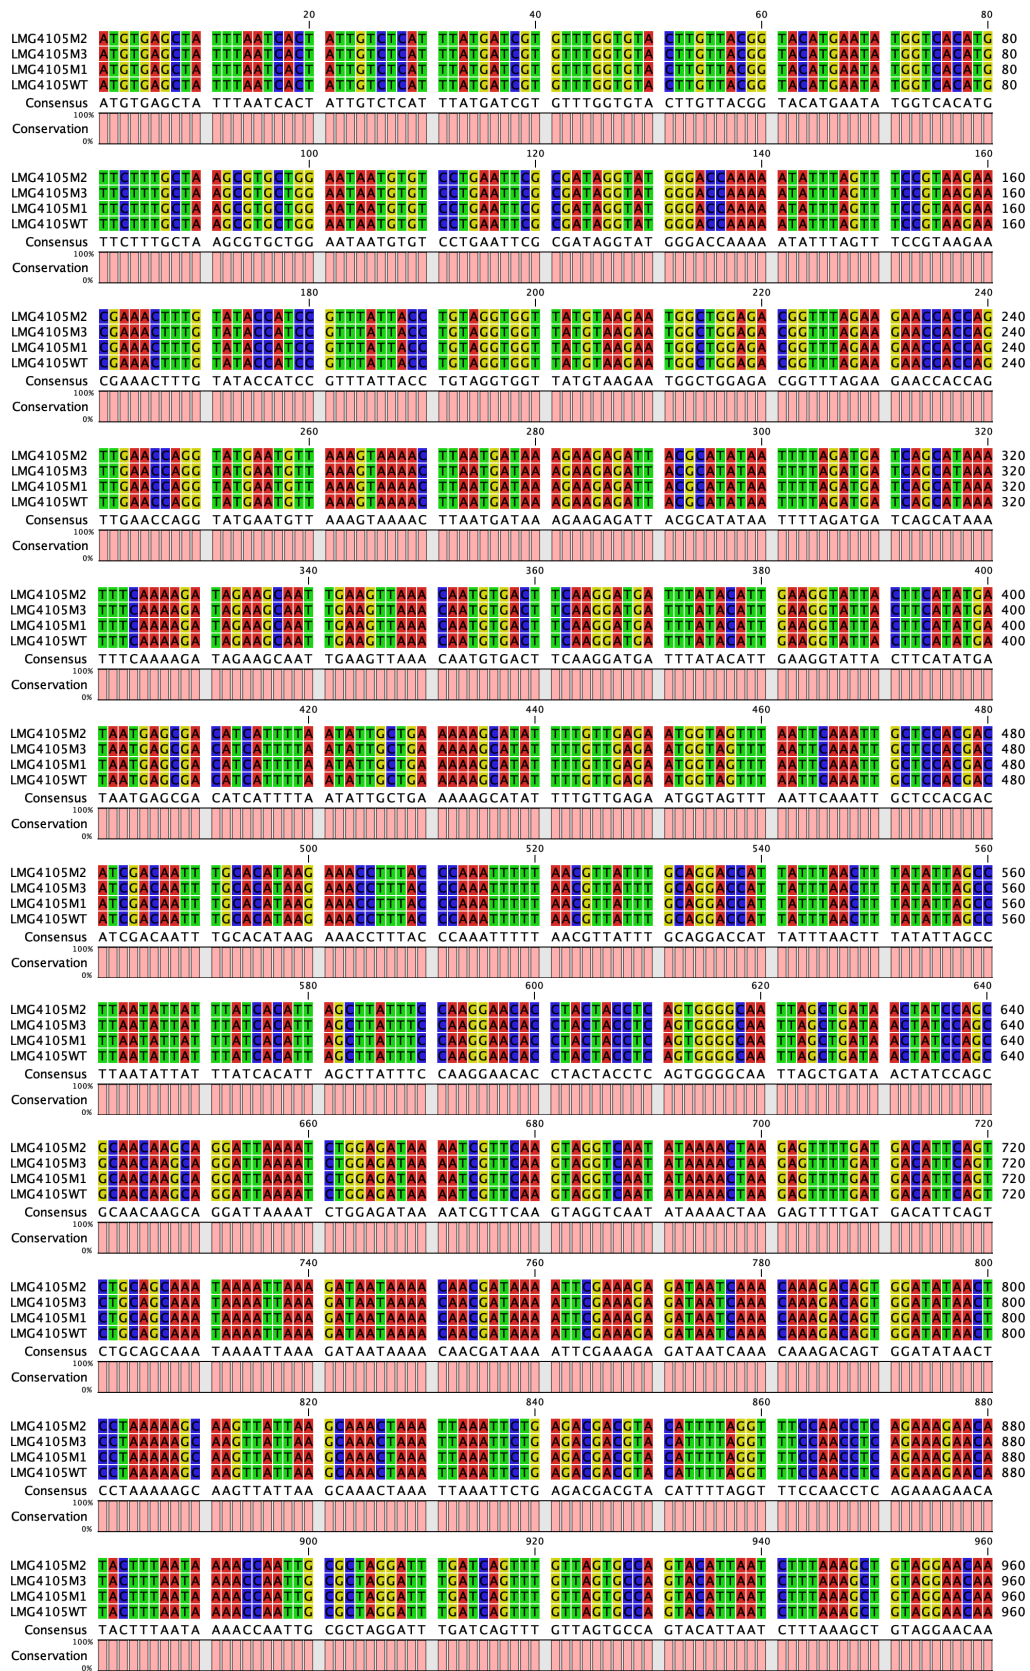 20 40 60 80
LMG4105M2 ATGTGAGCTA TTTAATCACT ATTGTCTCAT TTATGATCGT GTTTGGTGTA CTTGTTACGG TACATGAATA TGGTCACATG 80
LMG4105M3 ATGTGAGCTA TTTAATCACT ATTGTCTCAT TTATGATCGT GTTTGGTGTA CTTGTTACGG TACATGAATA TGGTCACATG 80
LMG4105M1 ATGTGAGCTA TTTAATCACT ATTGTCTCAT TTATGATCGT GTTTGGTGTA CTTGTTACGG TACATGAATA TGGTCACATG 80
LMG4105WT ATGTGAGCTA TTTAATCACT ATTGTCTCAT TTATGATCGT GTTTGGTGTA CTTGTTACGG TACATGAATA TGGTCACATG 80
Consensus ATGTGAGCTA TTTAATCACT ATTGTCTCAT TTATGATCGT GTTTGGTGTA CTTGTTACGG TACATGAATA TGGTCACATG
100%
Conservation
0%
100 120 140 160
LMG4105M2 TTCTTTGCTA AGCGTGCTGG AATAATGTGT CCTGAATTCG CGATAGGTAT GGGACCAAAA ATATTTAGTT TCCGTAAGAA 160
LMG4105M3 TTCTTTGCTA AGCGTGCTGG AATAATGTGT CCTGAATTCG CGATAGGTAT GGGACCAAAA ATATTTAGTT TCCGTAAGAA 160
LMG4105M1 TTCTTTGCTA AGCGTGCTGG AATAATGTGT CCTGAATTCG CGATAGGTAT GGGACCAAAA ATATTTAGTT TCCGTAAGAA 160
LMG4105WT TTCTTTGCTA AGCGTGCTGG AATAATGTGT CCTGAATTCG CGATAGGTAT GGGACCAAAA ATATTTAGTT TCCGTAAGAA 160
Consensus TTCTTTGCTA AGCGTGCTGG AATAATGTGT CCTGAATTCG CGATAGGTAT GGGACCAAAA ATATTTAGTT TCCGTAAGAA
100%
Conservation
0%
180 200 220 240
LMG4105M2 CGAAACTTTG TATACCATCC GTTTATTACC TGTAGGTGGT TATGTAAGAA TGGCTGGAGA CGGTTTAGAA GAACCACCAG 240
LMG4105M3 CGAAACTTTG TATACCATCC GTTTATTACC TGTAGGTGGT TATGTAAGAA TGGCTGGAGA CGGTTTAGAA GAACCACCAG 240
LMG4105M1 CGAAACTTTG TATACCATCC GTTTATTACC TGTAGGTGGT TATGTAAGAA TGGCTGGAGA CGGTTTAGAA GAACCACCAG 240
LMG4105WT CGAAACTTTG TATACCATCC GTTTATTACC TGTAGGTGGT TATGTAAGAA TGGCTGGAGA CGGTTTAGAA GAACCACCAG 240
Consensus CGAAACTTTG TATACCATCC GTTTATTACC TGTAGGTGGT TATGTAAGAA TGGCTGGAGA CGGTTTAGAA GAACCACCAG
100%
Conservation
0%
260 280 300 320
LMG4105M2 TTGAACCAGG TATGAATGTT AAAGTAAAAC TTAATGATAA AGAAGAGATT ACGCATATAA TTTTAGATGA TCAGCATAAA 320
LMG4105M3 TTGAACCAGG TATGAATGTT AAAGTAAAAC TTAATGATAA AGAAGAGATT ACGCATATAA TTTTAGATGA TCAGCATAAA 320
LMG4105M1 TTGAACCAGG TATGAATGTT AAAGTAAAAC TTAATGATAA AGAAGAGATT ACGCATATAA TTTTAGATGA TCAGCATAAA 320
LMG4105WT TTGAACCAGG TATGAATGTT AAAGTAAAAC TTAATGATAA AGAAGAGATT ACGCATATAA TTTTAGATGA TCAGCATAAA 320
Consensus TTGAACCAGG TATGAATGTT AAAGTAAAAC TTAATGATAA AGAAGAGATT ACGCATATAA TTTTAGATGA TCAGCATAAA
100%
Conservation
0%
340 360 380 400
LMG4105M2 TTTCAAAAGA TAGAAGCAAT TGAAGTTAAA CAATGTGACT TCAAGGATGA TTTATACATT GAAGGTATTA CTTCATATGA 400
LMG4105M3 TTTCAAAAGA TAGAAGCAAT TGAAGTTAAA CAATGTGACT TCAAGGATGA TTTATACATT GAAGGTATTA CTTCATATGA 400
LMG4105M1 TTTCAAAAGA TAGAAGCAAT TGAAGTTAAA CAATGTGACT TCAAGGATGA TTTATACATT GAAGGTATTA CTTCATATGA 400
LMG4105WT TTTCAAAAGA TAGAAGCAAT TGAAGTTAAA CAATGTGACT TCAAGGATGA TTTATACATT GAAGGTATTA CTTCATATGA 400
Consensus TTTCAAAAGA TAGAAGCAAT TGAAGTTAAA CAATGTGACT TCAAGGATGA TTTATACATT GAAGGTATTA CTTCATATGA
100%
Conservation
0%
420 440 460 480
LMG4105M2 TAATGAGCGA CATCATTTTA ATATTGCTGA AAAAGCATAT TTTGTTGAGA ATGGTAGTTT AATTCAAATT GCTCCACGAC 480
LMG4105M3 TAATGAGCGA CATCATTTTA ATATTGCTGA AAAAGCATAT TTTGTTGAGA ATGGTAGTTT AATTCAAATT GCTCCACGAC 480
LMG4105M1 TAATGAGCGA CATCATTTTA ATATTGCTGA AAAAGCATAT TTTGTTGAGA ATGGTAGTTT AATTCAAATT GCTCCACGAC 480
LMG4105WT TAATGAGCGA CATCATTTTA ATATTGCTGA AAAAGCATAT TTTGTTGAGA ATGGTAGTTT AATTCAAATT GCTCCACGAC 480
Consensus TAATGAGCGA CATCATTTTA ATATTGCTGA AAAAGCATAT TTTGTTGAGA ATGGTAGTTT AATTCAAATT GCTCCACGAC
100%
Conservation
0%
500 520 540 560
LMG4105M2 ATCGACAATT TGCACATAAG AAACCTTTAC CCAAATTTTT AACGTTATTT GCAGGACCAT TATTTAACTT TATATTAGCC 560
LMG4105M3 ATCGACAATT TGCACATAAG AAACCTTTAC CCAAATTTTT AACGTTATTT GCAGGACCAT TATTTAACTT TATATTAGCC 560
LMG4105M1 ATCGACAATT TGCACATAAG AAACCTTTAC CCAAATTTTT AACGTTATTT GCAGGACCAT TATTTAACTT TATATTAGCC 560
LMG4105WT ATCGACAATT TGCACATAAG AAACCTTTAC CCAAATTTTT AACGTTATTT GCAGGACCAT TATTTAACTT TATATTAGCC 560
Consensus ATCGACAATT TGCACATAAG AAACCTTTAC CCAAATTTTT AACGTTATTT GCAGGACCAT TATTTAACTT TATATTAGCC
100%
Conservation
0%
580 600 620 640
LMG4105M2 TTAATATTAT TTATCACATT AGCTTATTTC CAAGGAACAC CTACTACCTC AGTGGGGCAA TTAGCTGATA ACTATCCAGC 640
LMG4105M3 TTAATATTAT TTATCACATT AGCTTATTTC CAAGGAACAC CTACTACCTC AGTGGGGCAA TTAGCTGATA ACTATCCAGC 640
LMG4105M1 TTAATATTAT TTATCACATT AGCTTATTTC CAAGGAACAC CTACTACCTC AGTGGGGCAA TTAGCTGATA ACTATCCAGC 640
LMG4105WT TTAATATTAT TTATCACATT AGCTTATTTC CAAGGAACAC CTACTACCTC AGTGGGGCAA TTAGCTGATA ACTATCCAGC 640
Consensus TTAATATTAT TTATCACATT AGCTTATTTC CAAGGAACAC CTACTACCTC AGTGGGGCAA TTAGCTGATA ACTATCCAGC
100%
Conservation
0%
660 680 700 720
LMG4105M2 GCAACAAGCA GGATTAAAAT CTGGAGATAA AATCGTTCAA GTAGGTCAAT ATAAAACTAA GAGTTTTGAT GACATTCAGT 720
LMG4105M3 GCAACAAGCA GGATTAAAAT CTGGAGATAA AATCGTTCAA GTAGGTCAAT ATAAAACTAA GAGTTTTGAT GACATTCAGT 720
LMG4105M1 GCAACAAGCA GGATTAAAAT CTGGAGATAA AATCGTTCAA GTAGGTCAAT ATAAAACTAA GAGTTTTGAT GACATTCAGT 720
LMG4105WT GCAACAAGCA GGATTAAAAT CTGGAGATAA AATCGTTCAA GTAGGTCAAT ATAAAACTAA GAGTTTTGAT GACATTCAGT 720
Consensus GCAACAAGCA GGATTAAAAT CTGGAGATAA AATCGTTCAA GTAGGTCAAT ATAAAACTAA GAGTTTTGAT GACATTCAGT
100%
Conservation
0%
740 760 780 800
LMG4105M2 CTGCAGCAAA TAAAATTAAA GATAATAAAA CAACGATAAA ATTCGAAAGA GATAATCAAA CAAAGACAGT GGATATAACT 800
LMG4105M3 CTGCAGCAAA TAAAATTAAA GATAATAAAA CAACGATAAA ATTCGAAAGA GATAATCAAA CAAAGACAGT GGATATAACT 800
LMG4105M1 CTGCAGCAAA TAAAATTAAA GATAATAAAA CAACGATAAA ATTCGAAAGA GATAATCAAA CAAAGACAGT GGATATAACT 800
LMG4105WT CTGCAGCAAA TAAAATTAAA GATAATAAAA CAACGATAAA ATTCGAAAGA GATAATCAAA CAAAGACAGT GGATATAACT 800
Consensus CTGCAGCAAA TAAAATTAAA GATAATAAAA CAACGATAAA ATTCGAAAGA GATAATCAAA CAAAGACAGT GGATATAACT
100%
Conservation
0%
820 840 860 880
LMG4105M2 CCTAAAAAGC AAGTTATTAA GCAAACTAAA TTAAATTCTG AGACGACGTA CATTTTAGGT TTCCAACCTC AGAAAGAACA 880
LMG4105M3 CCTAAAAAGC AAGTTATTAA GCAAACTAAA TTAAATTCTG AGACGACGTA CATTTTAGGT TTCCAACCTC AGAAAGAACA 880
LMG4105M1 CCTAAAAAGC AAGTTATTAA GCAAACTAAA TTAAATTCTG AGACGACGTA CATTTTAGGT TTCCAACCTC AGAAAGAACA 880
LMG4105WT CCTAAAAAGC AAGTTATTAA GCAAACTAAA TTAAATTCTG AGACGACGTA CATTTTAGGT TTCCAACCTC AGAAAGAACA 880
Consensus CCTAAAAAGC AAGTTATTAA GCAAACTAAA TTAAATTCTG AGACGACGTA CATTTTAGGT TTCCAACCTC AGAAAGAACA
100%
Conservation
0%
900 920 940 960
LMG4105M2 TACTTTAATA AAACCAATTG CGCTAGGATT TGATCAGTTT GTTAGTGCCA GTACATTAAT CTTTAAAGCT GTAGGAACAA 960
LMG4105M3 TACTTTAATA AAACCAATTG CGCTAGGATT TGATCAGTTT GTTAGTGCCA GTACATTAAT CTTTAAAGCT GTAGGAACAA 960
LMG4105M1 TACTTTAATA AAACCAATTG CGCTAGGATT TGATCAGTTT GTTAGTGCCA GTACATTAAT CTTTAAAGCT GTAGGAACAA 960
LMG4105WT TACTTTAATA AAACCAATTG CGCTAGGATT TGATCAGTTT GTTAGTGCCA GTACATTAAT CTTTAAAGCT GTAGGAACAA 960
Consensus TACTTTAATA AAACCAATTG CGCTAGGATT TGATCAGTTT GTTAGTGCCA GTACATTAAT CTTTAAAGCT GTAGGAACAA
100%
Conservation
0%